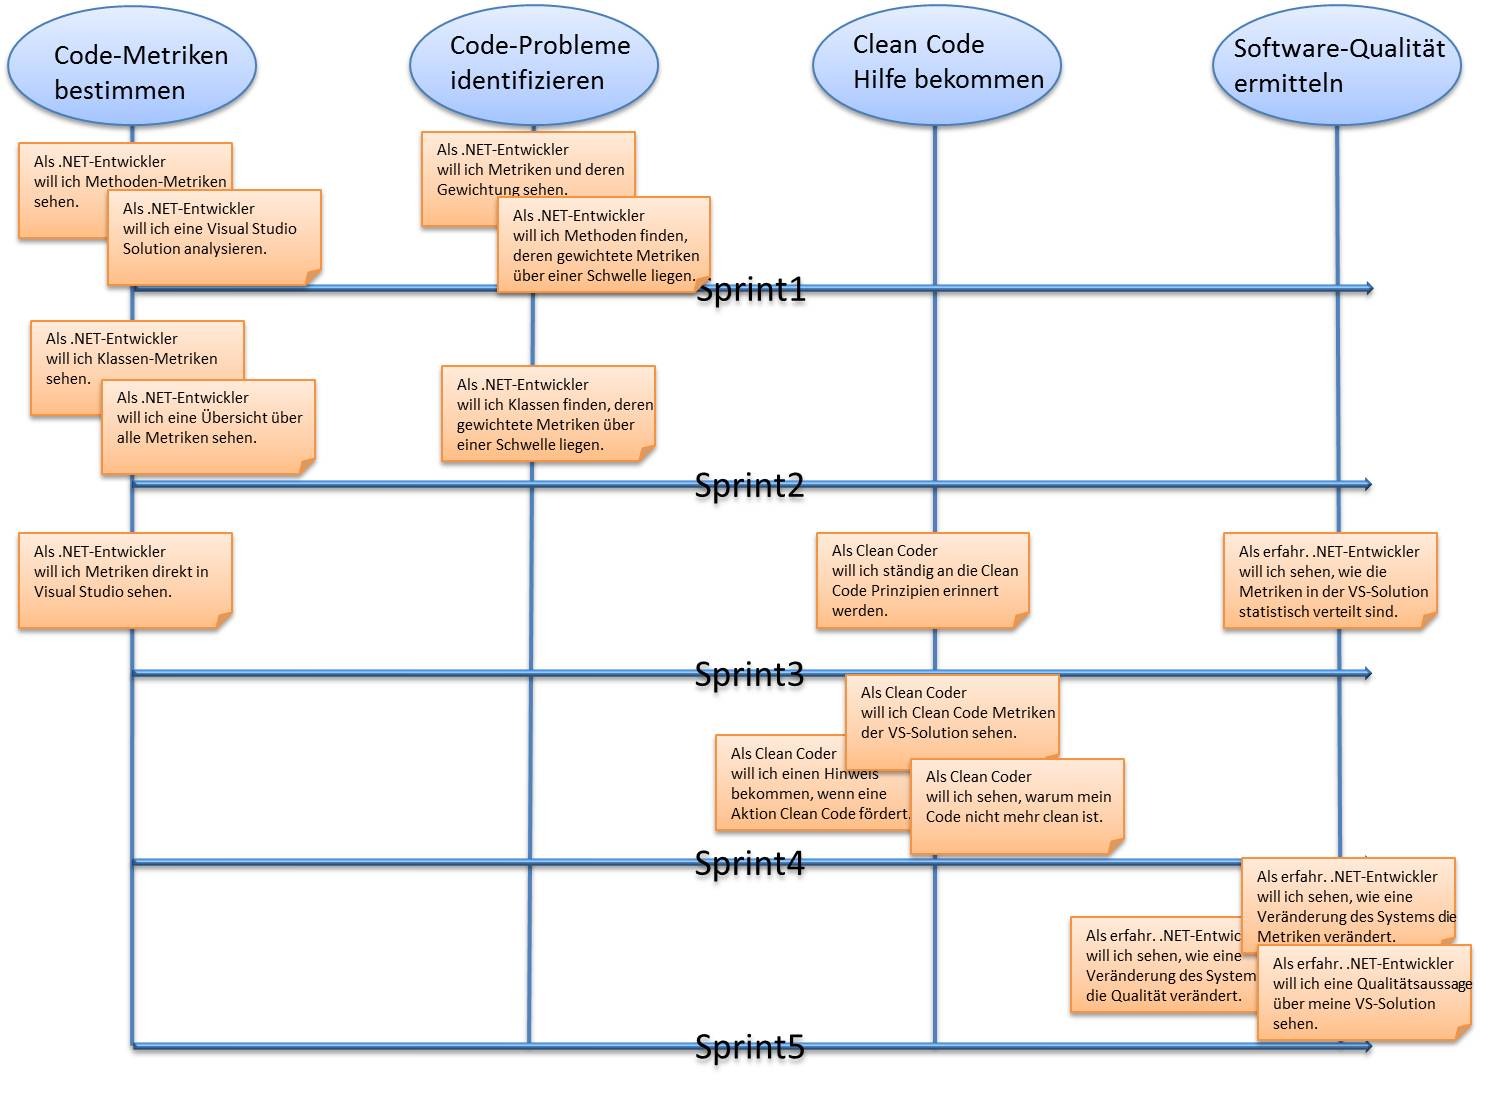 Code-Metriken
bestimmen
Code-Probleme
identifizieren
Clean Code
Hilfe bekommen
Software-Qualität
ermitteln
Als .NET-Entwickler
will ich Methoden-Metriken
sehen.
Als .NET-Entwickler
will ich eine Visual Studio
Solution analysieren.
Als .NET-Entwickler
will ich Metriken und deren
Gewichtung sehen.
Als .NET-Entwickler
will ich Methoden finden,
deren gewichtete Metriken
über einer Schwelle liegen.
Sprint1
Als .NET-Entwickler
will ich Klassen-Metriken
sehen.
Als .NET-Entwickler
will ich eine Übersicht über
alle Metriken sehen.
Als .NET-Entwickler
will ich Klassen finden, deren
gewichtete Metriken über
einer Schwelle liegen.
Sprint2
Als .NET-Entwickler
will ich Metriken direkt in
Visual Studio sehen.
Als Clean Coder
will ich ständig an die Clean
Code Prinzipien erinnert
werden.
Als erfahr. .NET-Entwickler
will ich sehen, wie die
Metriken in der VS-Solution
statistisch verteilt sind.
Sprint3
Als Clean Coder
will ich Clean Code Metriken
der VS-Solution sehen.
Als Clean Coder
will ich einen Hinweis
bekommen, wenn eine
Aktion Clean Code fördert.
Als Clean Coder
will ich sehen, warum mein
Code nicht mehr clean ist.
Sprint4
Als erfahr. .NET-Entwickler
will ich sehen, wie eine
Veränderung des Systems die
Metriken verändert.
Als erfahr. .NET-Entwic
will ich sehen, wie eine
Veränderung des System
die Qualität verändert.
Als erfahr. .NET-Entwickler
will ich eine Qualitätsaussage
über meine VS-Solution
sehen.
Sprint5